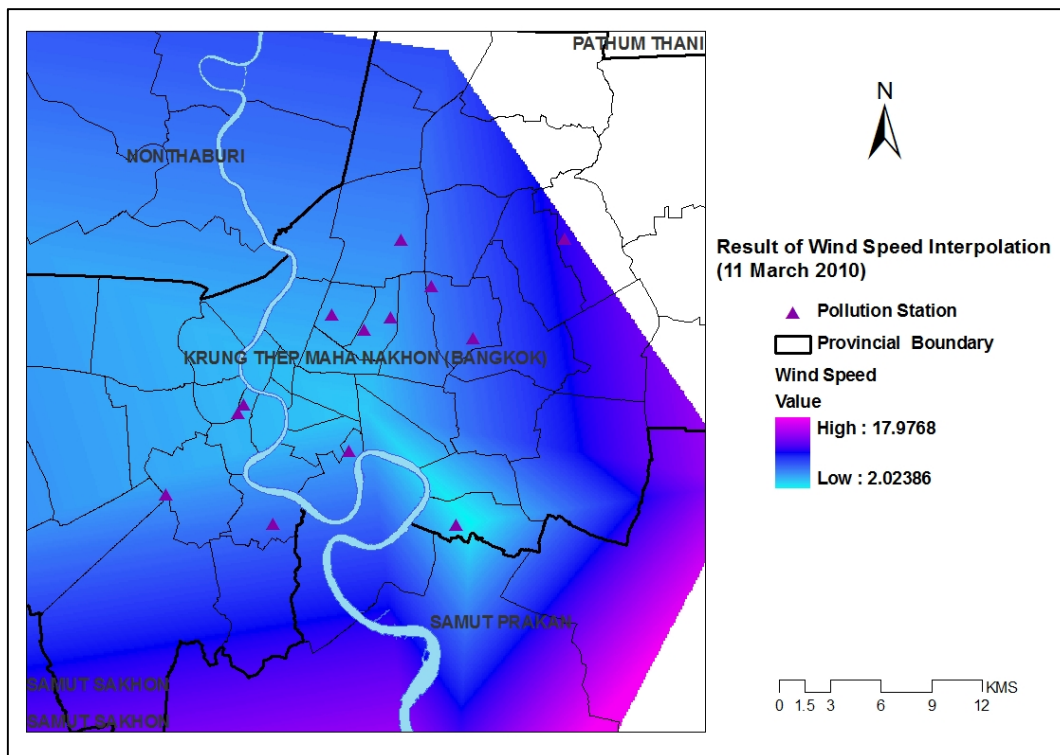 PATHUM THANI
NONTHABURI
KRUNG THEP MAHA NAKHON (BANGKOK)
SAMUT PRAKAN
SAMUT SAKHON
SAMUT SAKHON
N
Result of Wind Speed Interpolation
(11 March 2010)
Pollution Station
Provincial Boundary
Wind Speed
Value
High : 17.9768
Low : 2.02386
KMS
0 1.5 3 6 9 12